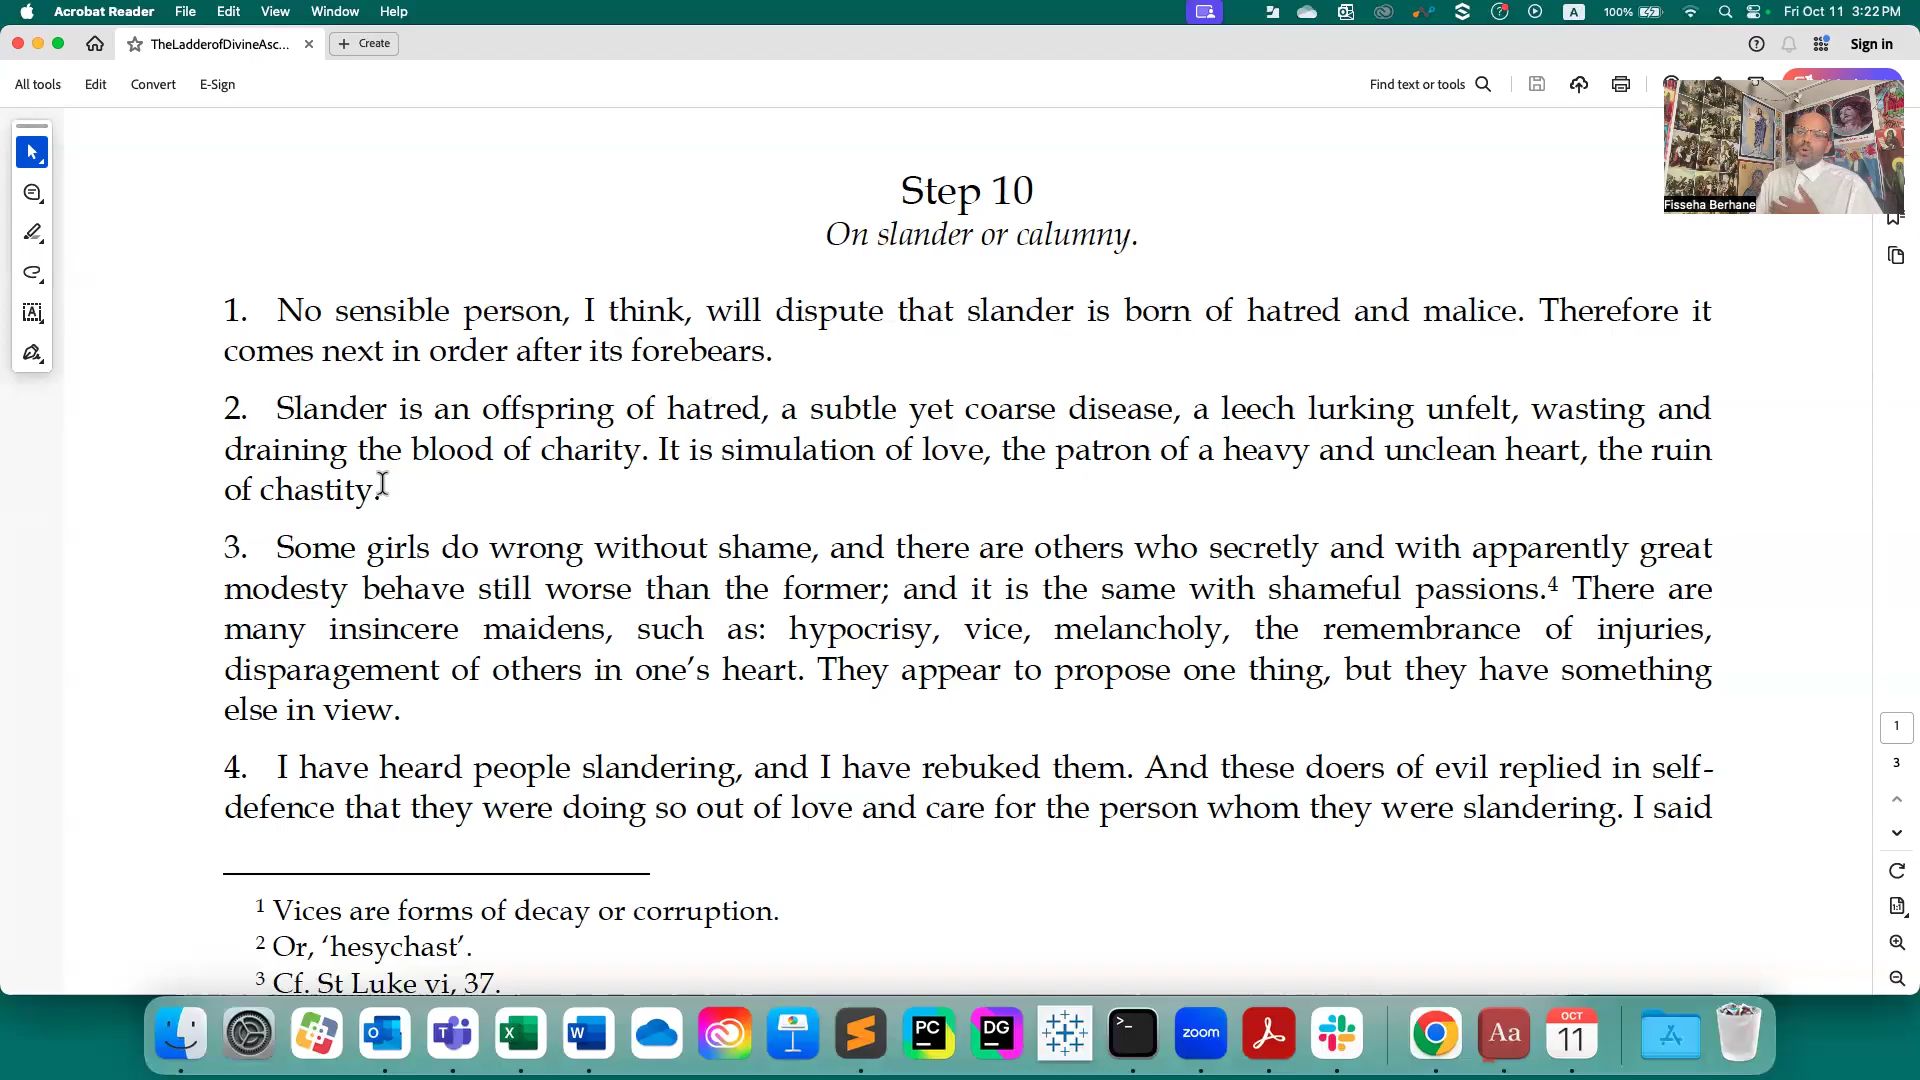 Acrobat Reader File Edit View Window Help
A 100% Fri Oct 11 3:22 PM
TheLadderofDivineAsc... Create Sign in
All tools Edit Convert E-Sign Find text or tools
Fisseha Berhane
Step 10
On slander or calumny.
1. No sensible person, I think, will dispute that slander is born of hatred and malice. Therefore it
comes next in order after its forebears.
2. Slander is an offspring of hatred, a subtle yet coarse disease, a leech lurking unfelt, wasting and
draining the blood of charity. It is simulation of love, the patron of a heavy and unclean heart, the ruin
of chastity.
3. Some girls do wrong without shame, and there are others who secretly and with apparently great
modesty behave still worse than the former; and it is the same with shameful passions.⁴ There are
many insincere maidens, such as: hypocrisy, vice, melancholy, the remembrance of injuries,
disparagement of others in one’s heart. They appear to propose one thing, but they have something
else in view.
4. I have heard people slandering, and I have rebuked them. And these doers of evil replied in self-
defence that they were doing so out of love and care for the person whom they were slandering. I said
1
3
¹ Vices are forms of decay or corruption.
² Or, ‘hesychast’.
³ Cf. St Luke vi, 37.
PC DG zoom Aa OCT 11